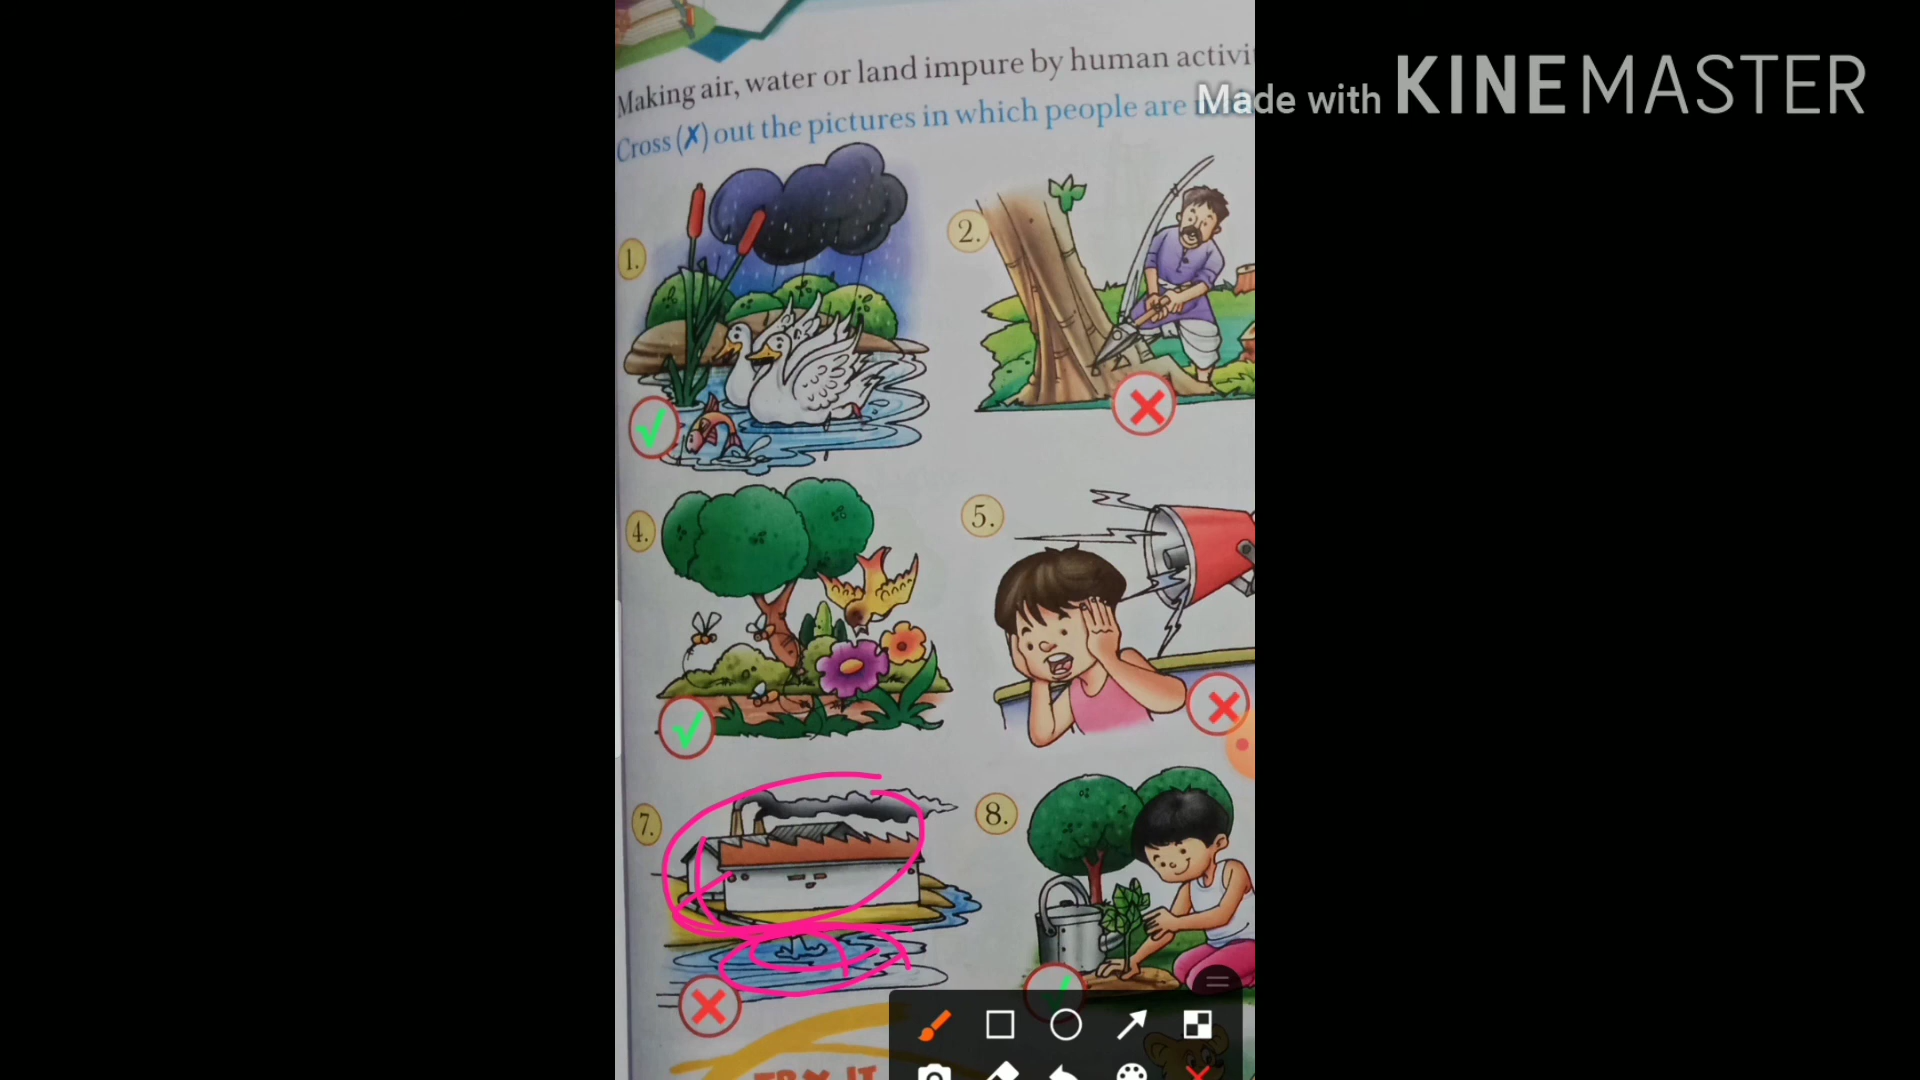 Making air, water or land impure by human
Cross (✗) out the pictures in which people are
Made with KINEMASTER
1.
2.
4.
5.
7.
8.